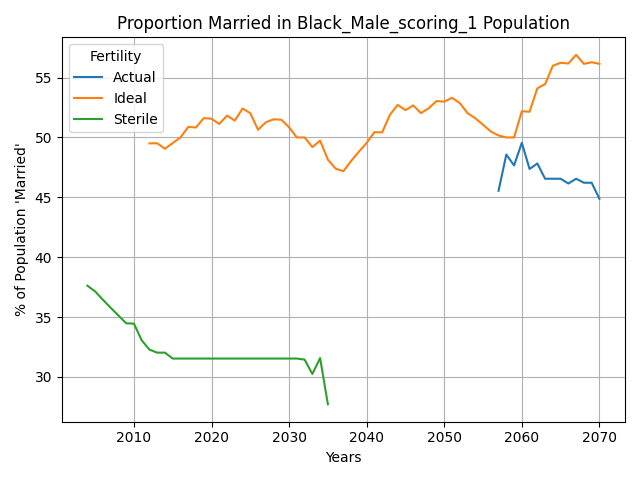 Proportion Married in Black_Male_scoring_1 Population
Fertility
Actual
Ideal
Sterile
% of Population 'Married'
55
50
45
40
35
30
2010
2020
2030
2040
2050
2060
2070
Years